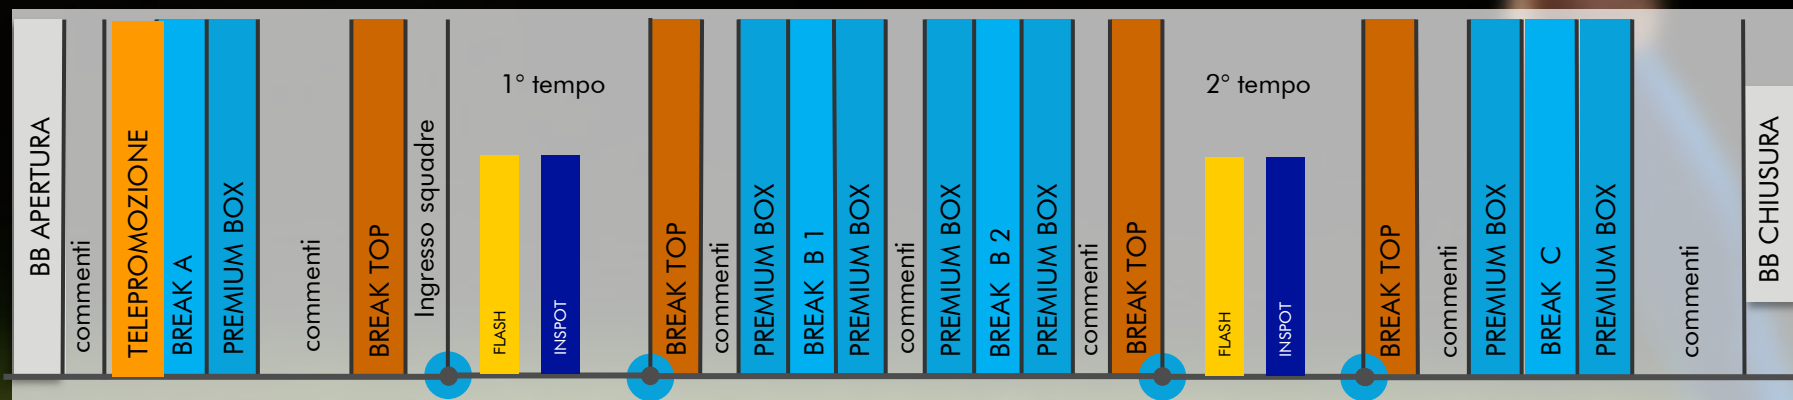 BB APERTURA
commenti
TELEPROMOZIONE
BREAK A
PREMIUM BOX
commenti
BREAK TOP
Ingresso squadre
1° tempo
FLASH
INSPOT
BREAK TOP
commenti
PREMIUM BOX
BREAK B 1
PREMIUM BOX
commenti
PREMIUM BOX
BREAK B 2
PREMIUM BOX
commenti
BREAK TOP
2° tempo
FLASH
INSPOT
BREAK TOP
commenti
PREMIUM BOX
BREAK C
PREMIUM BOX
commenti
BB CHIUSURA